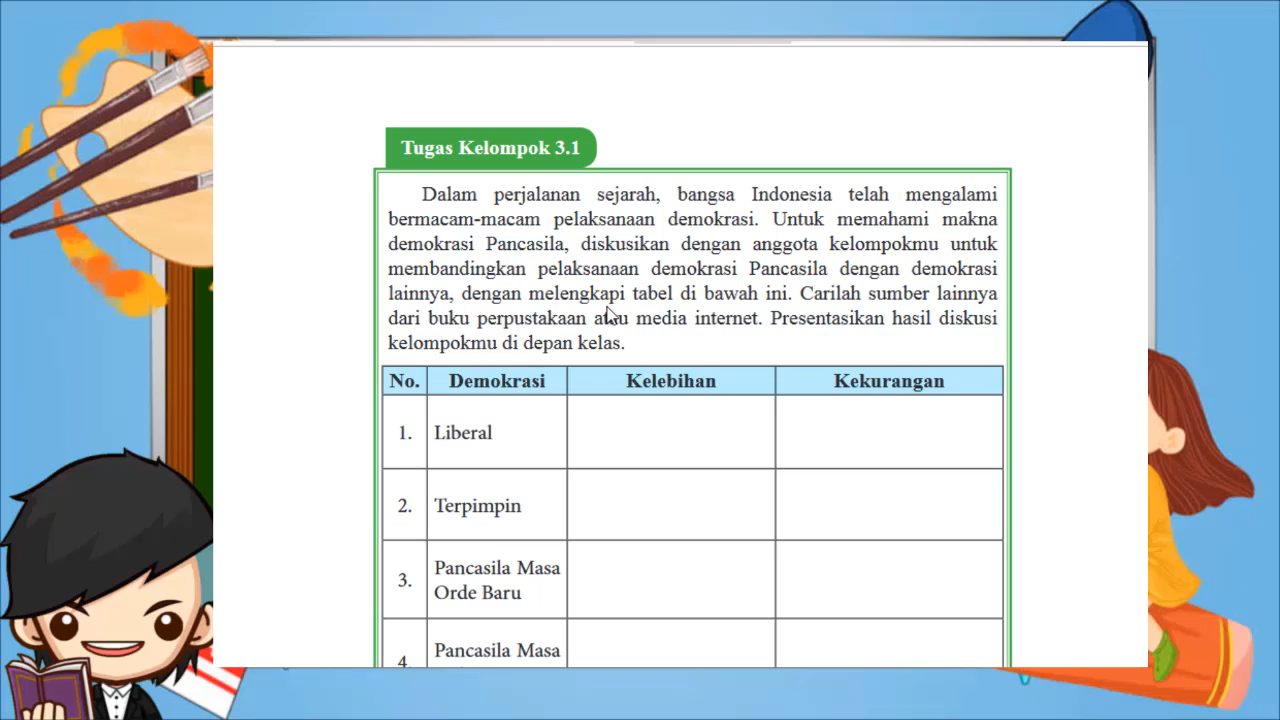 Tugas Kelompok 3.1
Dalam perjalanan sejarah, bangsa Indonesia telah mengalami
bermacam-macam pelaksanaan demokrasi. Untuk memahami makna
demokrasi Pancasila, diskusikan dengan anggota kelompokmu untuk
membandingkan pelaksanaan demokrasi Pancasila dengan demokrasi
lainnya, dengan melengkapi tabel di bawah ini. Carilah sumber lainnya
dari buku perpustakaan atau media internet. Presentasikan hasil diskusi
kelompokmu di depan kelas.
No. Demokrasi Kelebihan Kekurangan
1. Liberal
2. Terpimpin
3. Pancasila Masa
Orde Baru
4. Pancasila Masa